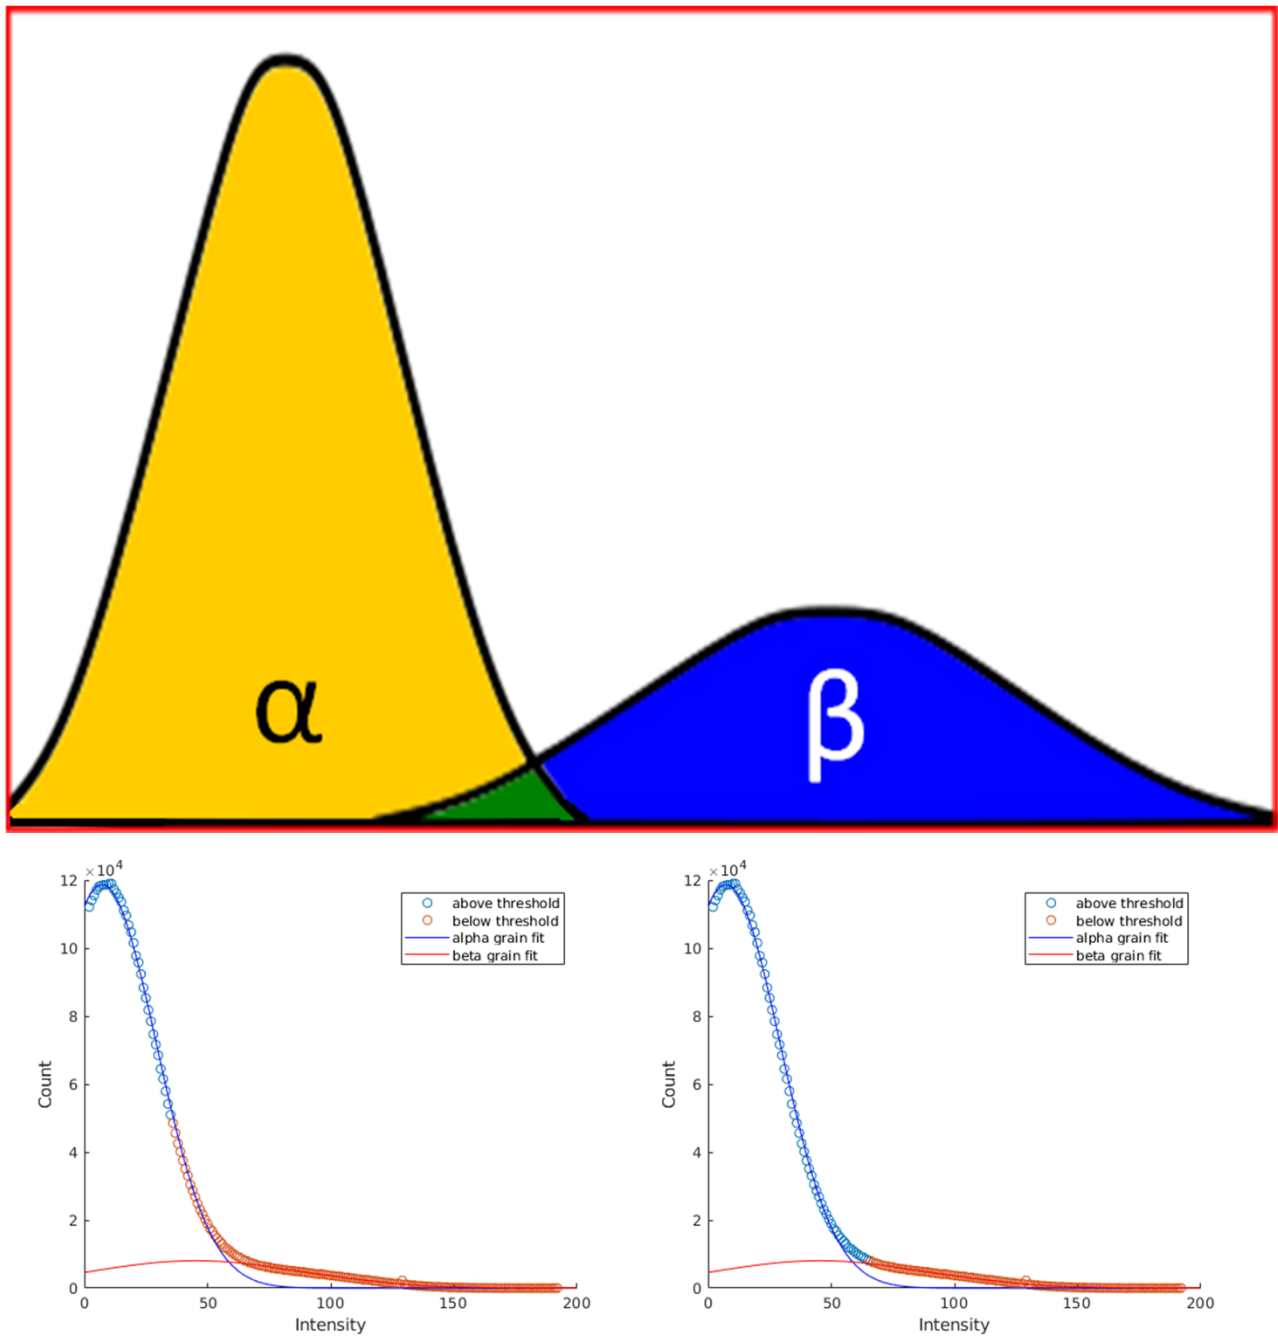 α
β
×10⁴
12
10
8
6
4
2
0
Count
0 50 100 150 200
Intensity
above threshold
below threshold
alpha grain fit
beta grain fit
×10⁴
12
10
8
6
4
2
0
Count
0 50 100 150 200
Intensity
above threshold
below threshold
alpha grain fit
beta grain fit